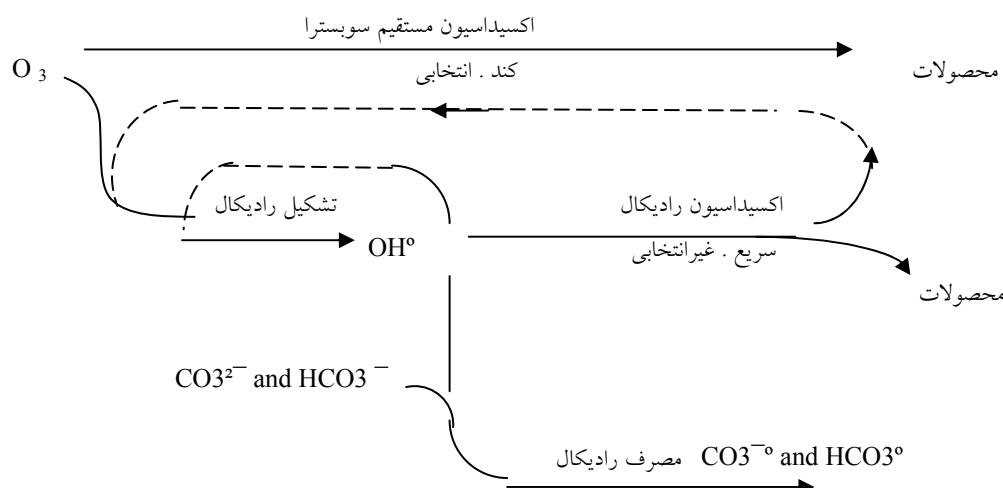 اکسیداسیون مستقیم سوبسترا
O 3
کند . انتخابی
محصولات
تشکیل رادیکال
OHº
اکسیداسیون رادیکال
سریع . غیرانتخابی
محصولات
CO3²¯ and HCO3 ¯
مصرف رادیکال
CO3¯º and HCO3º